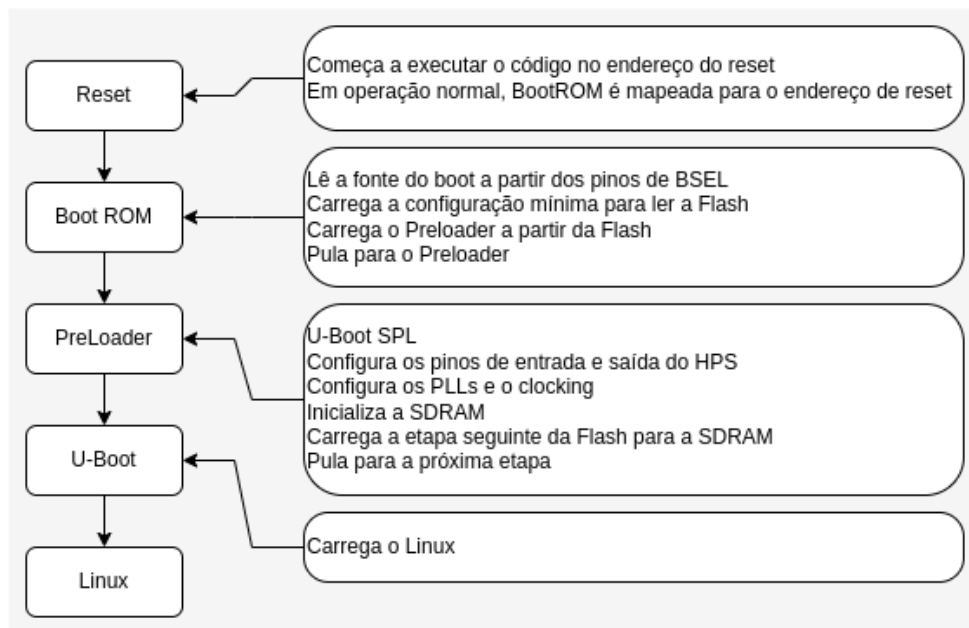 Reset
Começa a executar o código no endereço do reset
Em operação normal, BootROM é mapeada para o endereço de reset
Boot ROM
Lê a fonte do boot a partir dos pinos de BSEL
Carrega a configuração mínima para ler a Flash
Carrega o Preloader a partir da Flash
Pula para o Preloader
PreLoader
U-Boot SPL
Configura os pinos de entrada e saída do HPS
Configura os PLLs e o clocking
Inicializa a SDRAM
Carrega a etapa seguinte da Flash para a SDRAM
Pula para a próxima etapa
U-Boot
Carrega o Linux
Linux